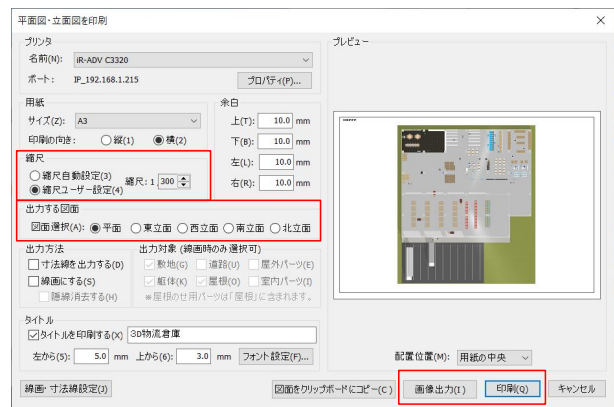 平面図・立面図を印刷
プリンタ
名前(N): iR-ADV C3320
ポート: IP_192.168.1.215 プロパティ(P)...
用紙
サイズ(Z): A3
印刷の向き: 縦(1) 横(2)
余白
上(T): 10.0 mm
下(B): 10.0 mm
左(L): 10.0 mm
右(R): 10.0 mm
縮尺
縮尺自動設定(3)
縮尺ユーザー設定(4)
縮尺: 1 300
出力する図面
図面選択(A): 平面 東立面 西立面 南立面 北立面
出力方法
寸法線を出力する(D)
線画にする(S)
隠線消去する(H)
出力対象 (線画時のみ選択可)
敷地(G) 道路(U) 屋外パーツ(E)
躯体(K) 屋根(O) 室内パーツ(I)
※屋根のせ用パーツは「屋根」に含まれます。
タイトル
タイトルを印刷する(X) 3D物流倉庫
左から(5): 5.0 mm 上から(6): 3.0 mm フォント設定(F)...
プレビュー
配置位置(M): 用紙の中央
線画・寸法線設定(J) 図面をクリップボードにコピー(C) 画像出力(I) 印刷(Q) キャンセル